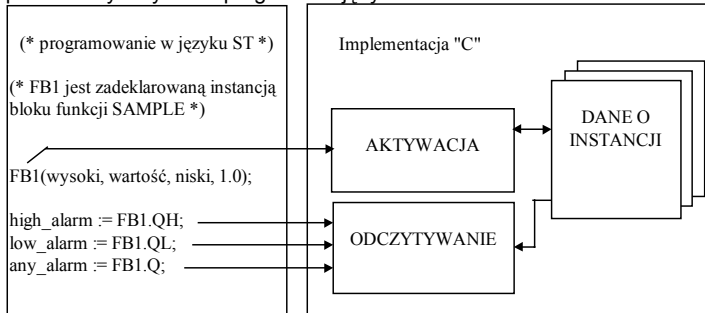 (* programowanie w języku ST *)
(* FB1 jest zadeklarowaną instancją
bloku funkcji SAMPLE *)
FB1(wysoki, wartość, niski, 1.0);
high_alarm := FB1.QH;
low_alarm := FB1.QL;
any_alarm := FB1.Q;
Implementacja "C"
AKTYWACJA
ODCZYTYWANIE
DANE O
INSTANCJI